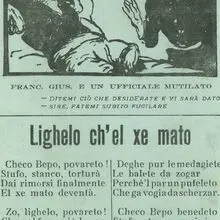 FRANC. GIUS. E UN UFFICIALE MUTILATO
— DITEMI CIÒ CHE DESIDERATE E VI SARÀ DATO
— SIRE, FATEMI SUBITO FUCILARE
Lighelo ch'el xe mato
Checo Bepo, povareto!
Stufo, stanco, torturà
Dai rimorsi finalmente
El xe mato deventà.
Zo, lighelo, povareto!
Deghe pur le medagiete
Le balete da zogar
Perchè 'l par un puteleto
Che ga vogia da scherzar.
Checo Bepo benedeto